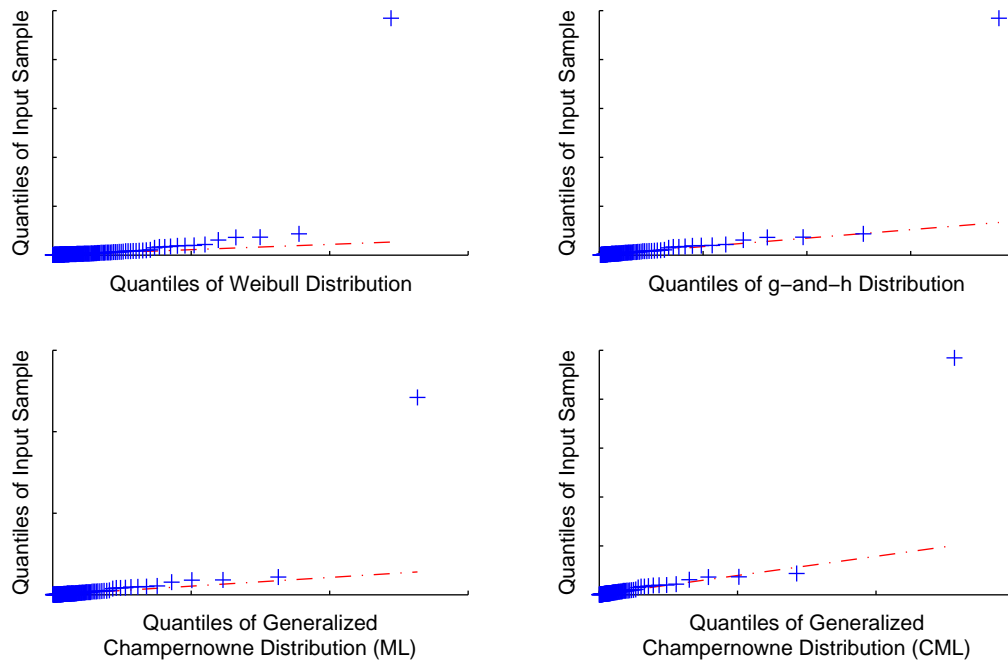 Quantiles of Input Sample
Quantiles of Weibull Distribution
Quantiles of Input Sample
Quantiles of g−and−h Distribution
Quantiles of Input Sample
Quantiles of Generalized
Champernowne Distribution (ML)
Quantiles of Input Sample
Quantiles of Generalized
Champernowne Distribution (CML)